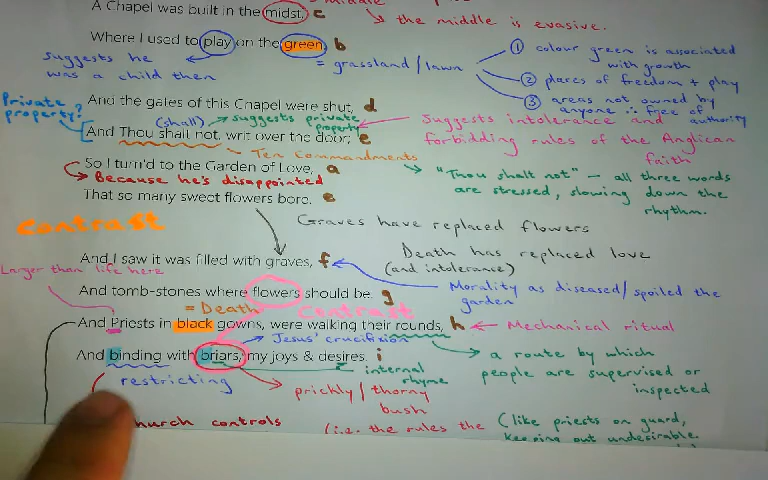 middle
A Chapel was built in the midst, c
the middle is evasive.
Where I used to play on the green, b
suggests he was a child then
= grassland / lawn
① colour green is associated with growth
② places of freedom + play
③ areas not owned by anyone ∴ free of authority
Private property?
And the gates of this Chapel were shut, d
(shall) suggests private property
And Thou shall not, writ over the door; e
Suggests intolerance and forbidding rules of the Anglican faith
Ten Commandments
So I turn'd to the Garden of Love, a
Because he's disappointed
"Thou shalt not" – all three words are stressed, slowing down the rhythm.
That so many sweet flowers bore. e
Contrast
Graves have replaced flowers
And I saw it was filled with graves, f
Death has replaced love
(and intolerance)
Larger than life here
And tomb-stones where flowers should be: g
Morality as diseased/spoiled the garden
= Death
Contrast
And Priests in black gowns, were walking their rounds, h
Mechanical ritual
Jesus' crucifixion
And binding with briars, my joys & desires. i
a route by which people are supervised or inspected
internal rhyme
restricting
prickly / thorny bush
church controls
(i.e. the rules the
(like priests on guard, keeping out undesirable